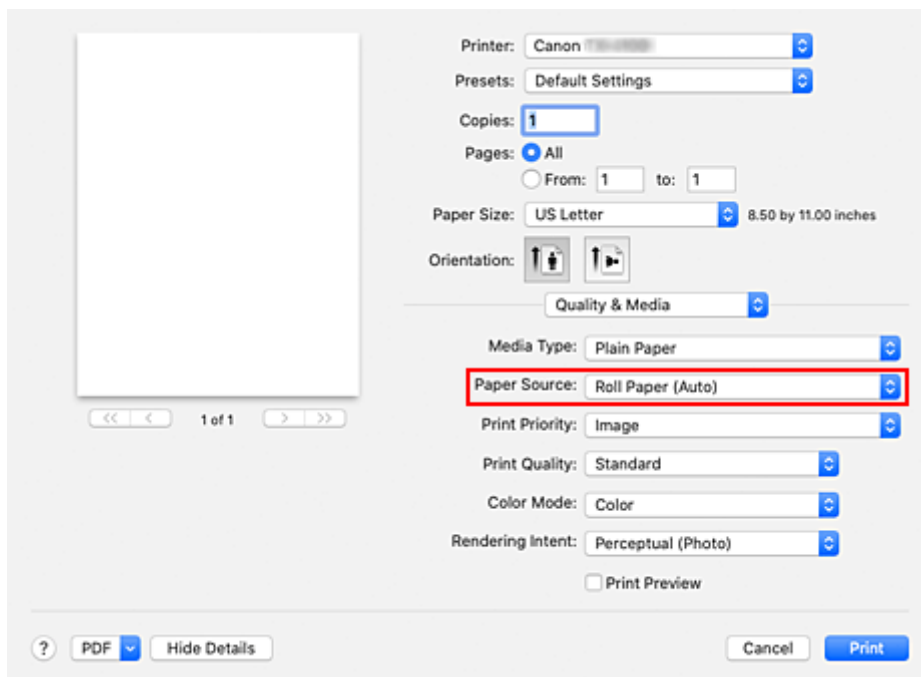 Printer: Canon
Presets: Default Settings
Copies: 1
Pages: All
From: 1 to: 1
Paper Size: US Letter 8.50 by 11.00 inches
Orientation:
Quality & Media
Media Type: Plain Paper
Paper Source: Roll Paper (Auto)
1 of 1
Print Priority: Image
Print Quality: Standard
Color Mode: Color
Rendering Intent: Perceptual (Photo)
Print Preview
? PDF Hide Details Cancel Print